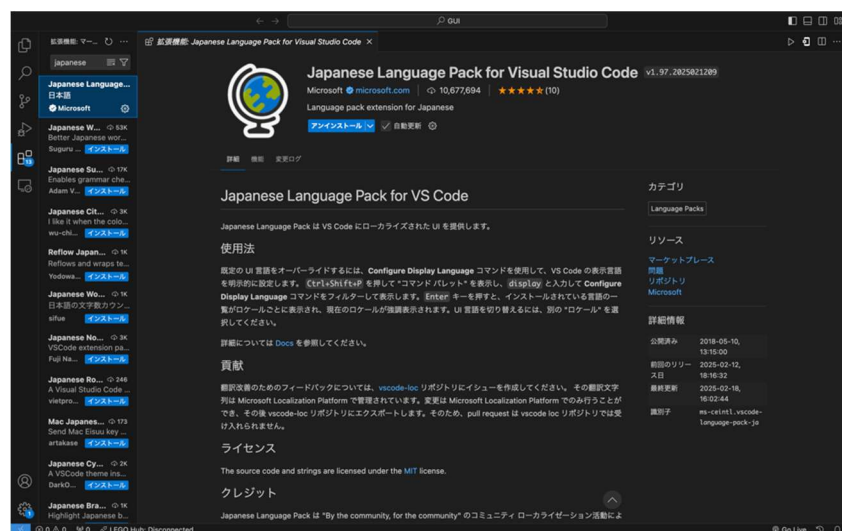 GUI
拡張機能: マー...
japanese
Japanese Language...
日本語
Microsoft
Japanese W... 53K
Better Japanese wor...
Suguru ... インストール
Japanese Su... 17K
Enables grammar che...
Adam V... インストール
Japanese Cit... 3K
I like it when the colo...
wu-chi... インストール
Reflow Japan... 1K
Reflows and wraps te...
Yodowa... インストール
Japanese Wo... 1K
日本語の文字数カウン...
sifue インストール
Japanese No... 3K
VSCode extension pa...
Fuji Na... インストール
Japanese Ro... 246
A Visual Studio Code ...
vietpro... インストール
Mac Japanes... 173
Send Mac Eisuu key ...
artakase インストール
Japanese Cy... 2K
A VSCode theme ins...
DarkO... インストール
Japanese Bra... 1K
Highlight Japanese b...
拡張機能: Japanese Language Pack for Visual Studio Code
Japanese Language Pack for Visual Studio Code v1.97.2025021209
Microsoft microsoft.com 10,677,694 (10)
Language pack extension for Japanese
アンインストール 自動更新
詳細 機能 変更ログ
Japanese Language Pack for VS Code
Japanese Language Pack は VS Code にローカライズされた UI を提供します。
使用法
既定の UI 言語をオーバーライドするには、Configure Display Language コマンドを使用して、VS Code の表示言語
を明示的に設定します。 Ctrl+Shift+P を押して "コマンド パレット" を表示し、display と入力して Configure
Display Language コマンドをフィルターして表示します。Enter キーを押すと、インストールされている言語の一
覧がロケールごとに表示され、現在のロケールが強調表示されます。UI 言語を切り替えるには、別の "ロケール" を選
択してください。
詳細については Docs を参照してください。
貢献
翻訳改善のためのフィードバックについては、vscode-loc リポジトリにイシューを作成してください。 その翻訳文字
列は Microsoft Localization Platform で管理されています。変更は Microsoft Localization Platform でのみ行うことが
でき、その後 vscode-loc リポジトリにエクスポートします。そのため、pull request は vscode loc リポジトリでは受
け入れられません。
ライセンス
The source code and strings are licensed under the MIT license.
クレジット
Japanese Language Pack は "By the community, for the community" のコミュニティ ローカライゼーション活動によ
カテゴリ
Language Packs
リソース
マーケットプレース
問題
リポジトリ
Microsoft
詳細情報
公開済み 2018-05-10,
13:15:00
前回のリリー 2025-02-12,
ス日 18:16:32
最終更新 2025-02-18,
16:02:44
識別子 ms-ceintl.vscode-
language-pack-ja
13
1
0 0 0 LEGO Hub: Disconnected
Go Live